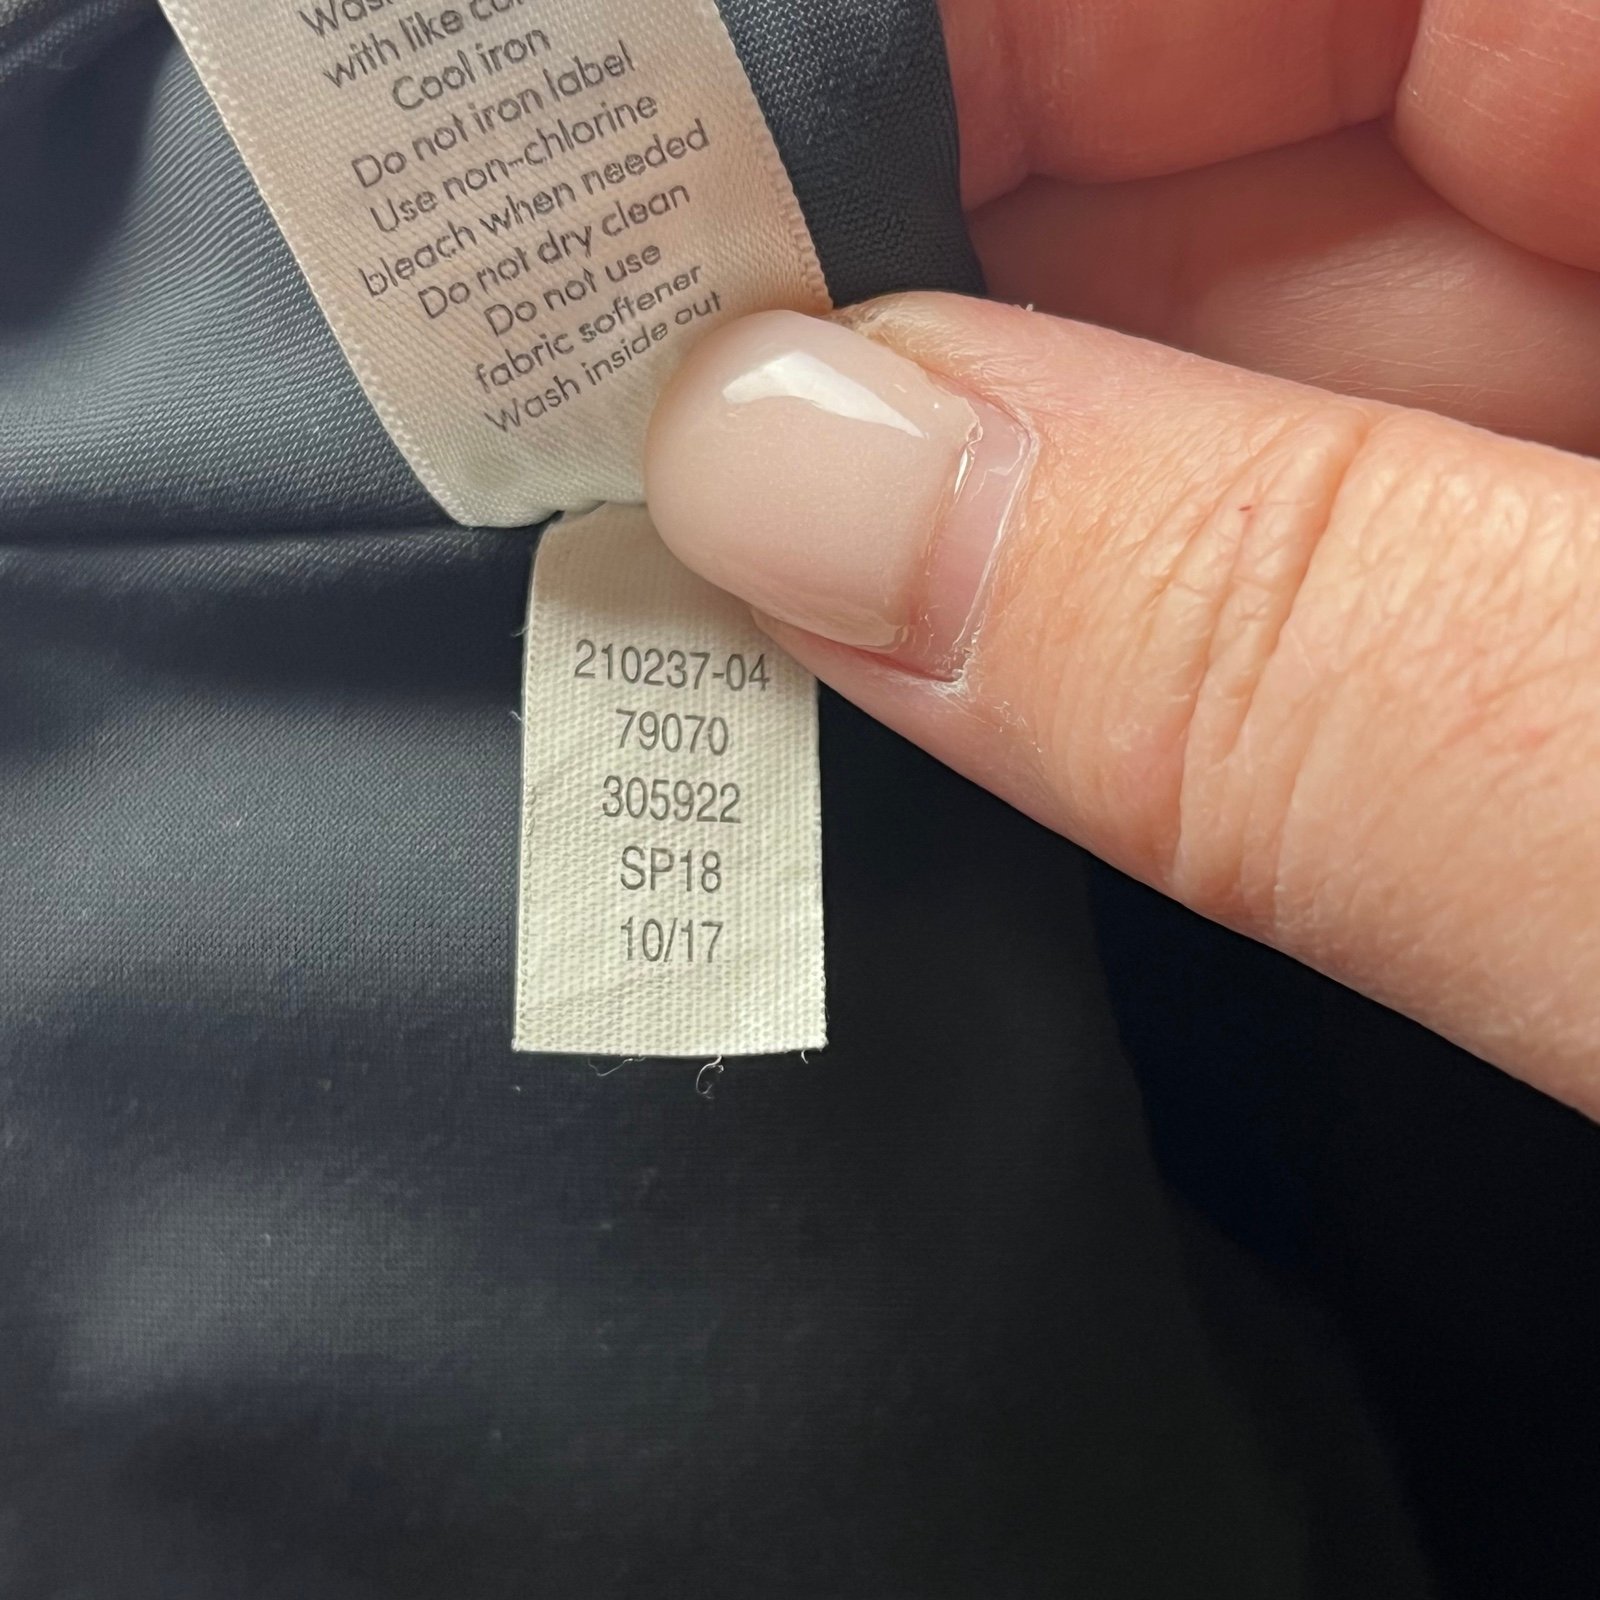 with like
Cool iron
Do not iron label
Use non-chlorine
bleach when needed
Do not dry clean
Do not use
fabric softener
Wash inside out
210237-04
79070
305922
SP18
10/17